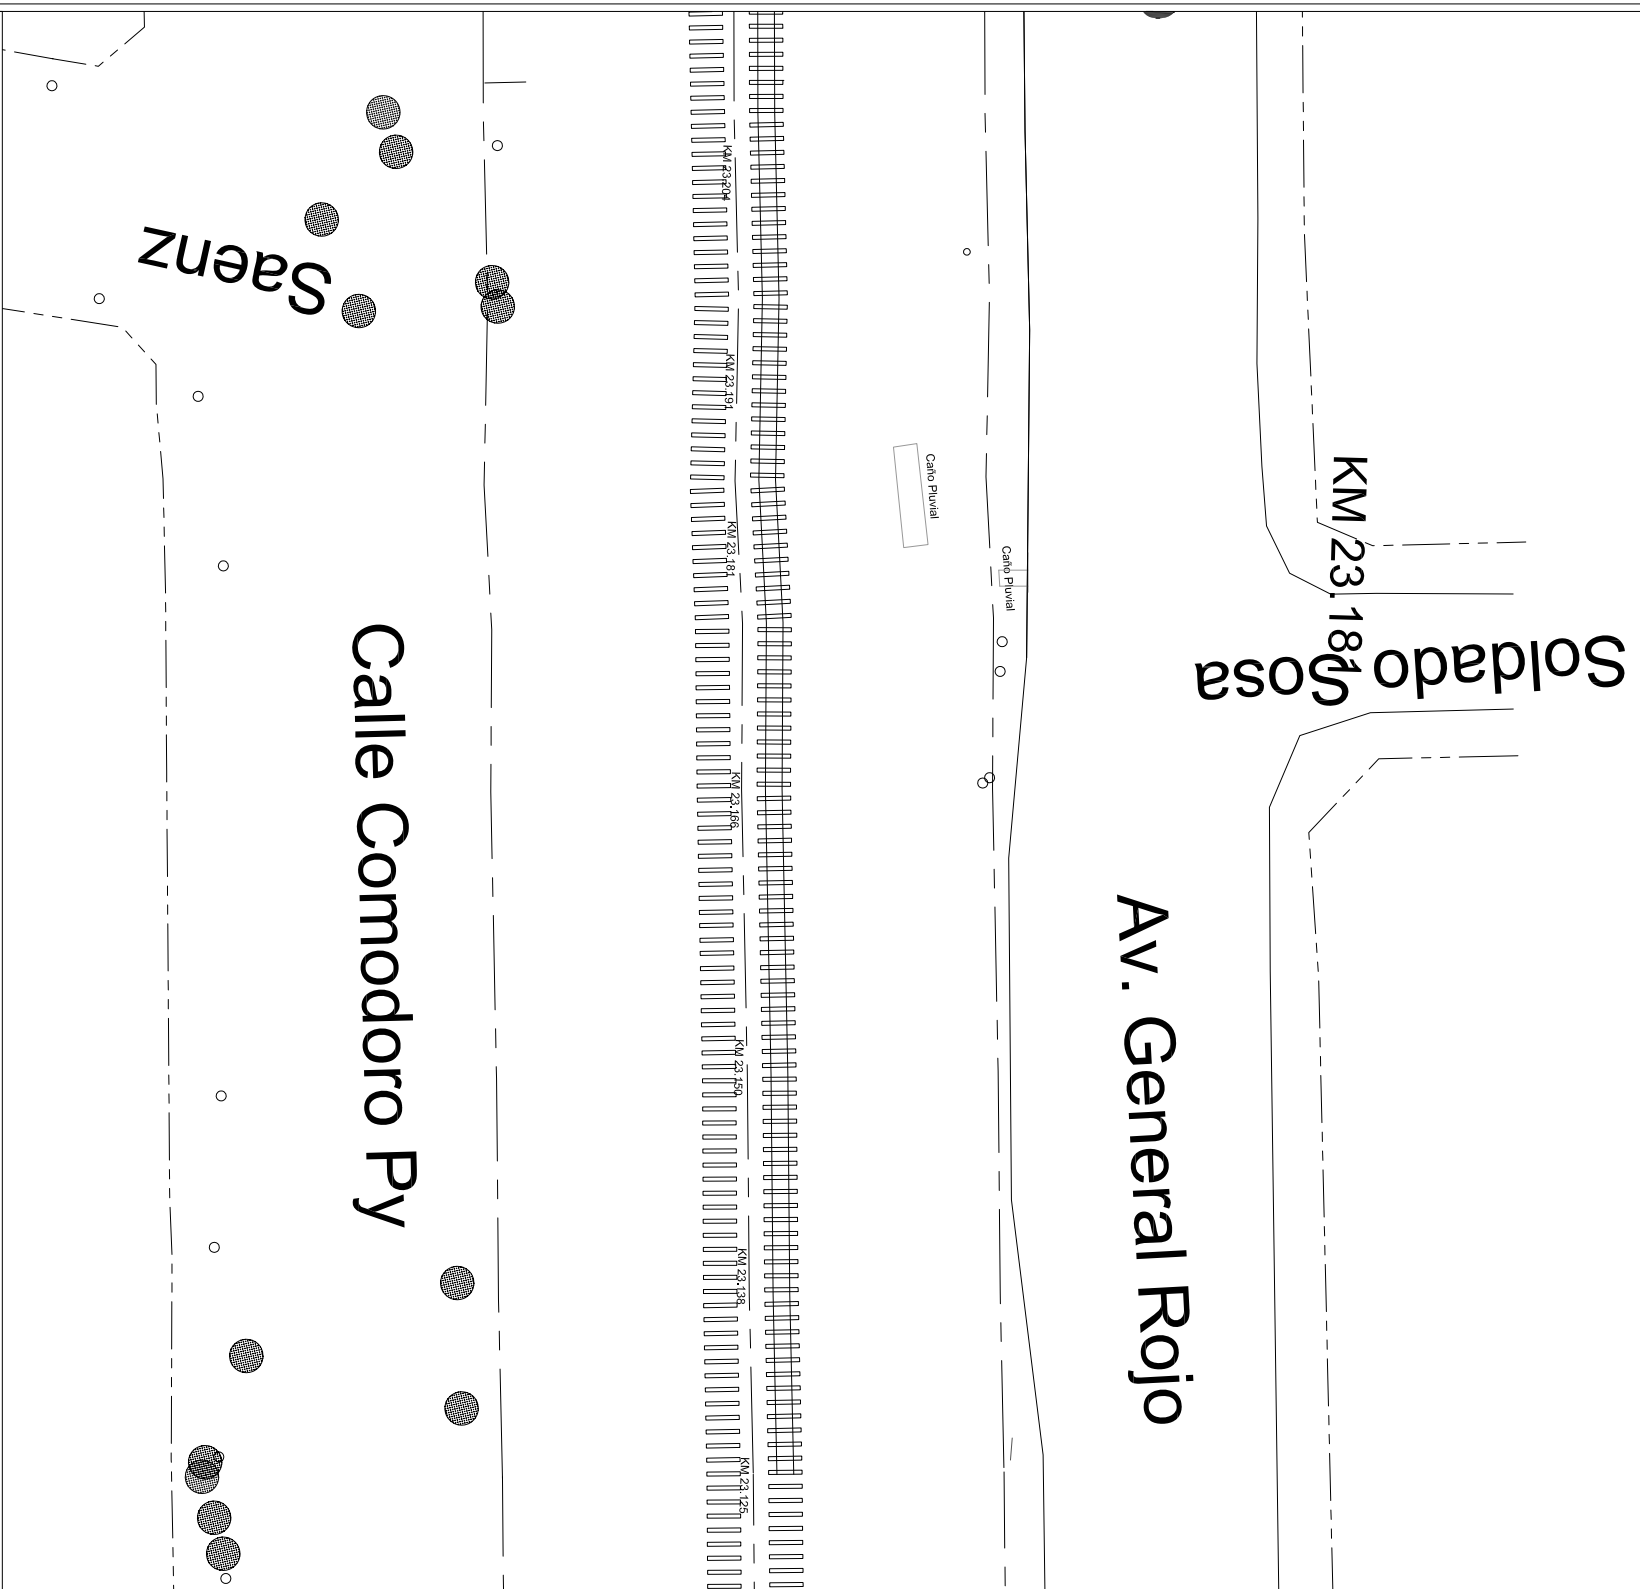 Saenz
KM 23.204
KM 23.191
KM 23.181
KM 23.166
KM 23.150
KM 23.138
KM 23.125
Calle Comodoro Py
Caño Pluvial
Caño Pluvial
KM 23.181
Soldado Sosa
Av. General Rojo